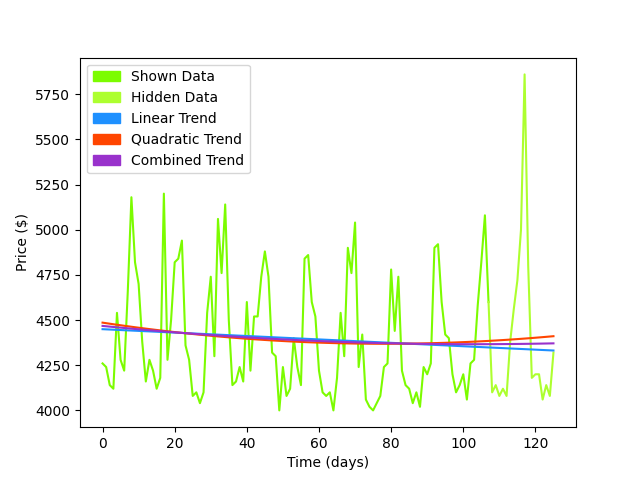 Shown Data
Hidden Data
Linear Trend
Quadratic Trend
Combined Trend
5750
5500
5250
5000
4750
4500
4250
4000
Price ($)
0 20 40 60 80 100 120
Time (days)